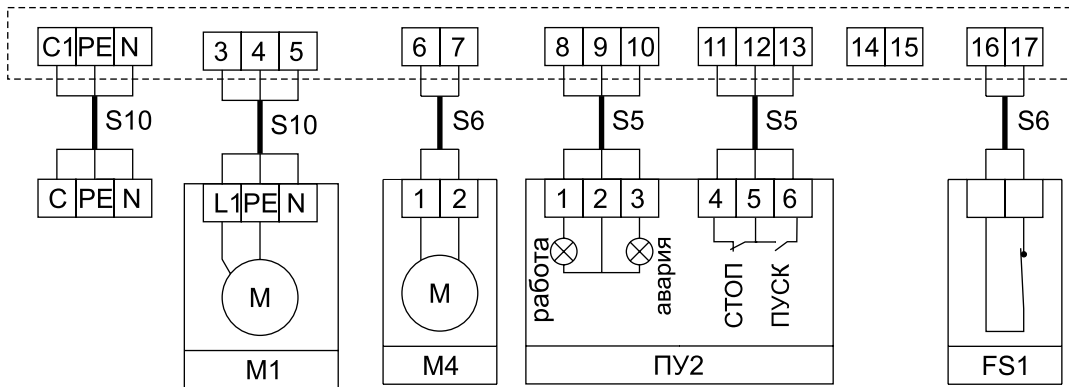 C1 PE N 3 4 5 6 7 8 9 10 11 12 13 14 15 16 17
S10 S10 S6 S5 S5 S6
C PE N L1 PE N 1 2 1 2 3 4 5 6
работа
авария
СТОП
ПУСК
M M
M1 M4 ПУ2 FS1